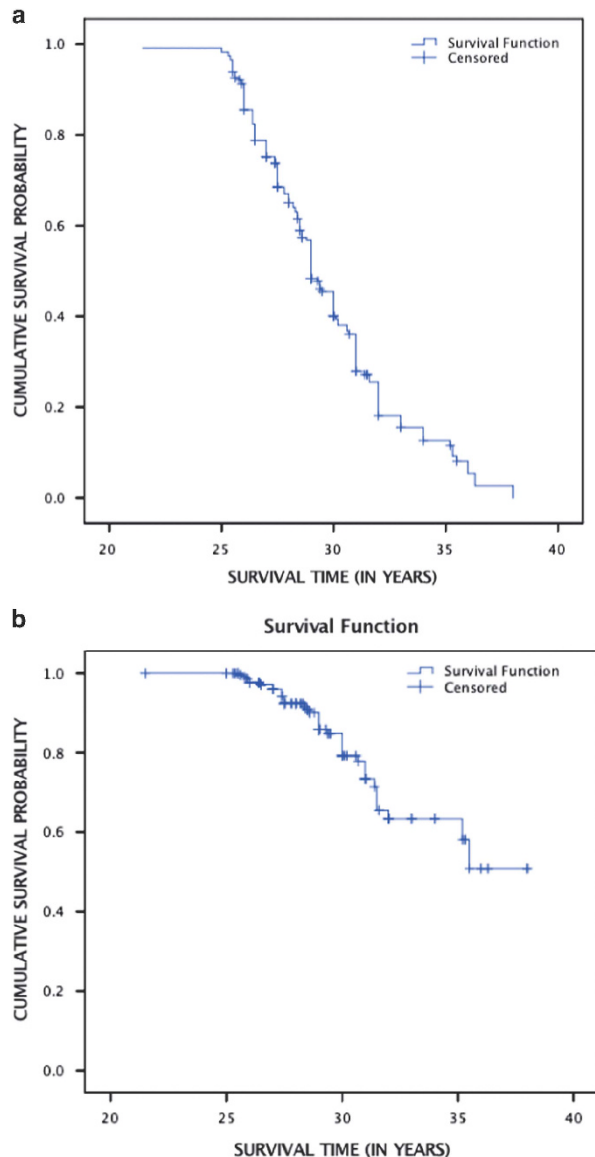 a
1.0
0.8
0.6
0.4
0.2
0.0
CUMULATIVE SURVIVAL PROBABILITY
Survival Function
Censored
20 25 30 35 40
SURVIVAL TIME (IN YEARS)
b
Survival Function
1.0
0.8
0.6
0.4
0.2
0.0
CUMULATIVE SURVIVAL PROBABILITY
Survival Function
Censored
20 25 30 35 40
SURVIVAL TIME (IN YEARS)